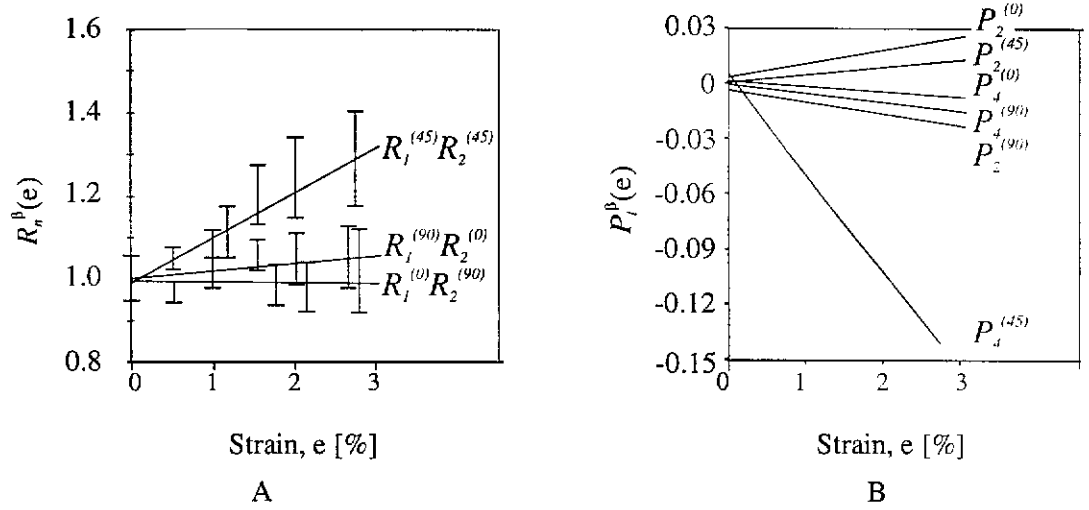 1.6
1.4
1.2
1.0
0.8
R_n^β(e)
R_1^(45) R_2^(45)
R_1^(90) R_2^(0)
R_1^(0) R_2^(90)
0 1 2 3
Strain, e [%]
A
0.03
0
-0.03
-0.06
-0.09
-0.12
-0.15
P_l^β(e)
P_2^(0)
P_2^(45)
P_4^(0)
P_4^(90)
P_2^(90)
P_4^(45)
0 1 2 3
Strain, e [%]
B